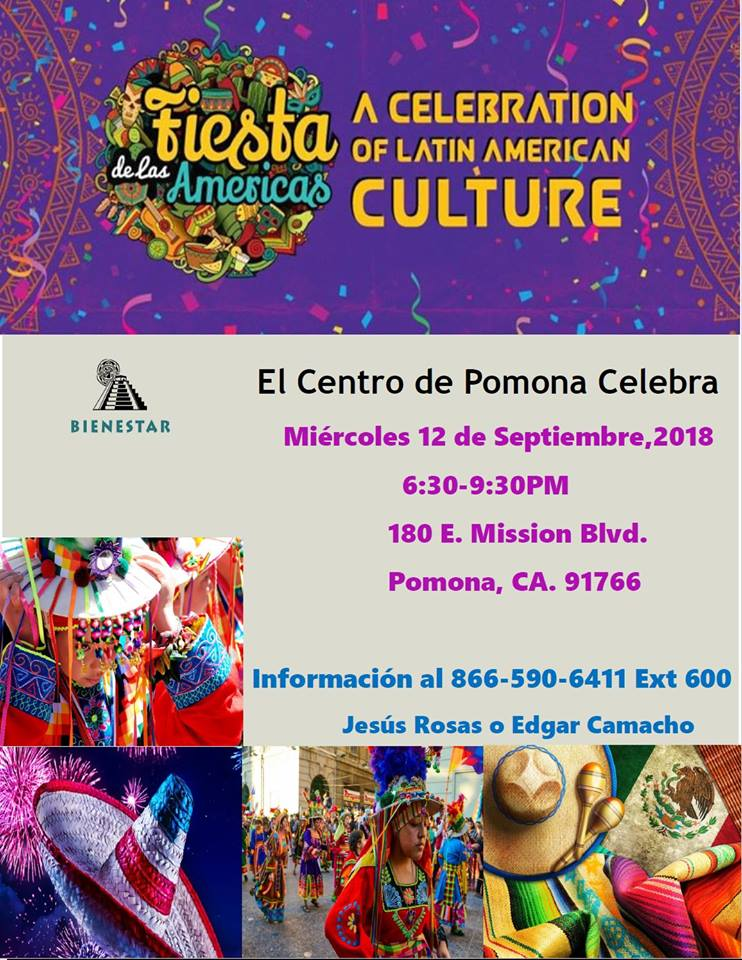 Fiesta
de las
Americas
A CELEBRATION
OF LATIN AMERICAN
CULTURE
BIENESTAR
El Centro de Pomona Celebra
Miércoles 12 de Septiembre,2018
6:30-9:30PM
180 E. Mission Blvd.
Pomona, CA. 91766
Información al 866-590-6411 Ext 600
Jesús Rosas o Edgar Camacho